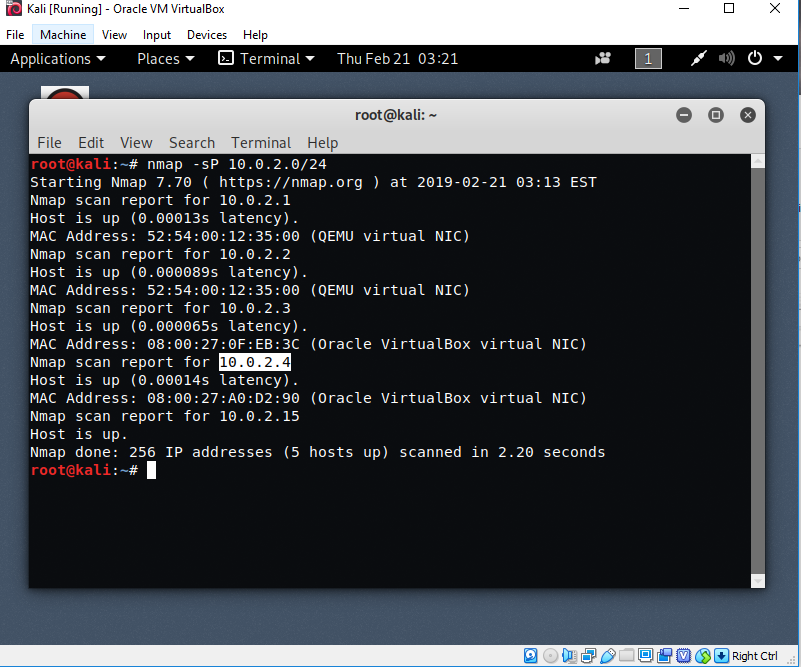 Kali [Running] - Oracle VM VirtualBox
File Machine View Input Devices Help
Applications Places Terminal Thu Feb 21 03:21 1
root@kali: ~
File Edit View Search Terminal Help
root@kali:~# nmap -sP 10.0.2.0/24
Starting Nmap 7.70 ( https://nmap.org ) at 2019-02-21 03:13 EST
Nmap scan report for 10.0.2.1
Host is up (0.00013s latency).
MAC Address: 52:54:00:12:35:00 (QEMU virtual NIC)
Nmap scan report for 10.0.2.2
Host is up (0.000089s latency).
MAC Address: 52:54:00:12:35:00 (QEMU virtual NIC)
Nmap scan report for 10.0.2.3
Host is up (0.000065s latency).
MAC Address: 08:00:27:0F:EB:3C (Oracle VirtualBox virtual NIC)
Nmap scan report for 10.0.2.4
Host is up (0.00014s latency).
MAC Address: 08:00:27:A0:D2:90 (Oracle VirtualBox virtual NIC)
Nmap scan report for 10.0.2.15
Host is up.
Nmap done: 256 IP addresses (5 hosts up) scanned in 2.20 seconds
root@kali:~#
Right Ctrl